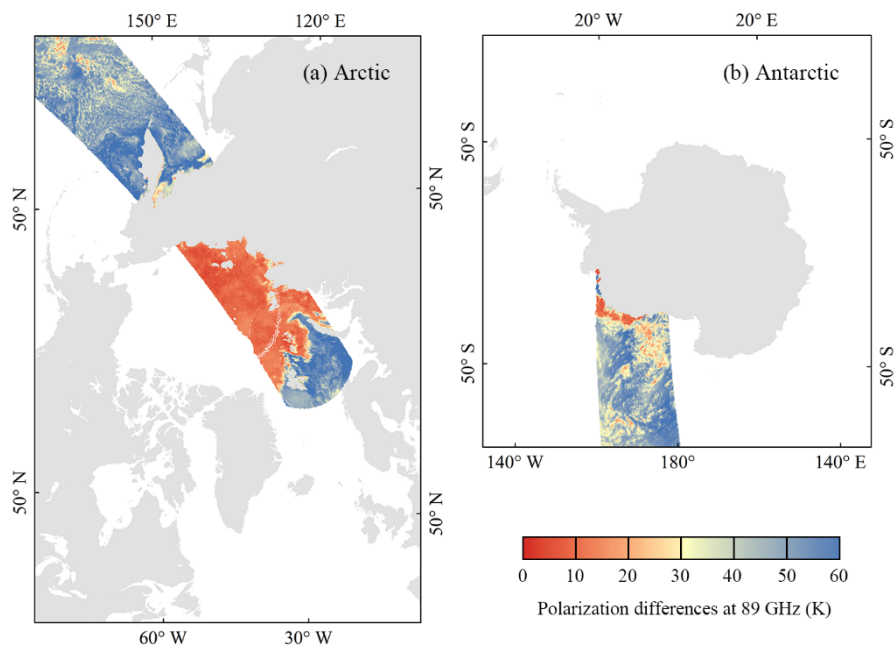 150° E 120° E
20° W 20° E
(a) Arctic
(b) Antarctic
50° N
50° N
50° N
50° N
50° S
50° S
50° S
50° S
60° W 30° W
140° W 180° 140° E
0 10 20 30 40 50 60
Polarization differences at 89 GHz (K)